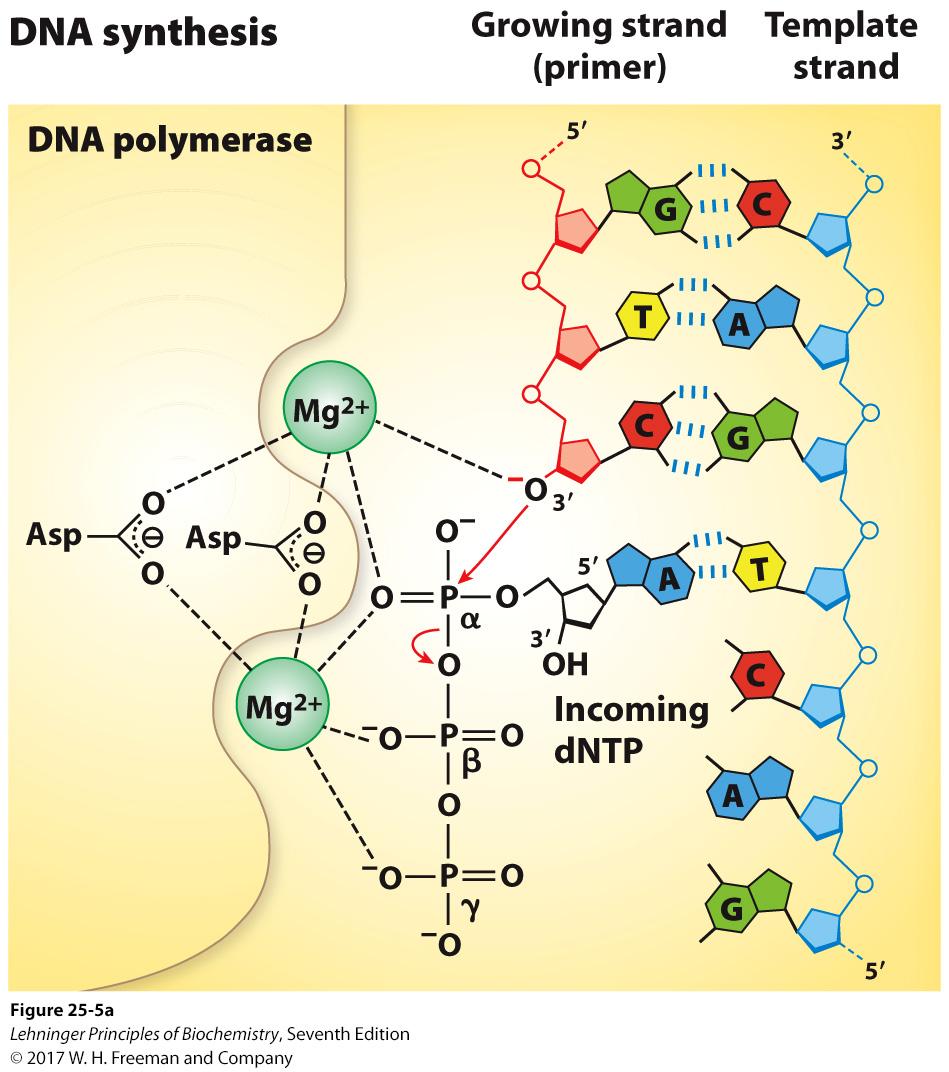 DNA synthesis
Growing strand
(primer)
Template
strand
DNA polymerase
5′
3′
G
C
T
A
C
G
Mg2+
−O
3′
Asp
O
⊖
O
Asp
O
⊖
O
O−
O=P—O
α
5′
A
T
3′
OH
O
C
Mg2+
Incoming
dNTP
−O—P=O
β
A
O
−O—P=O
γ
G
−O
5′
Figure 25-5a
Lehninger Principles of Biochemistry, Seventh Edition
© 2017 W. H. Freeman and Company